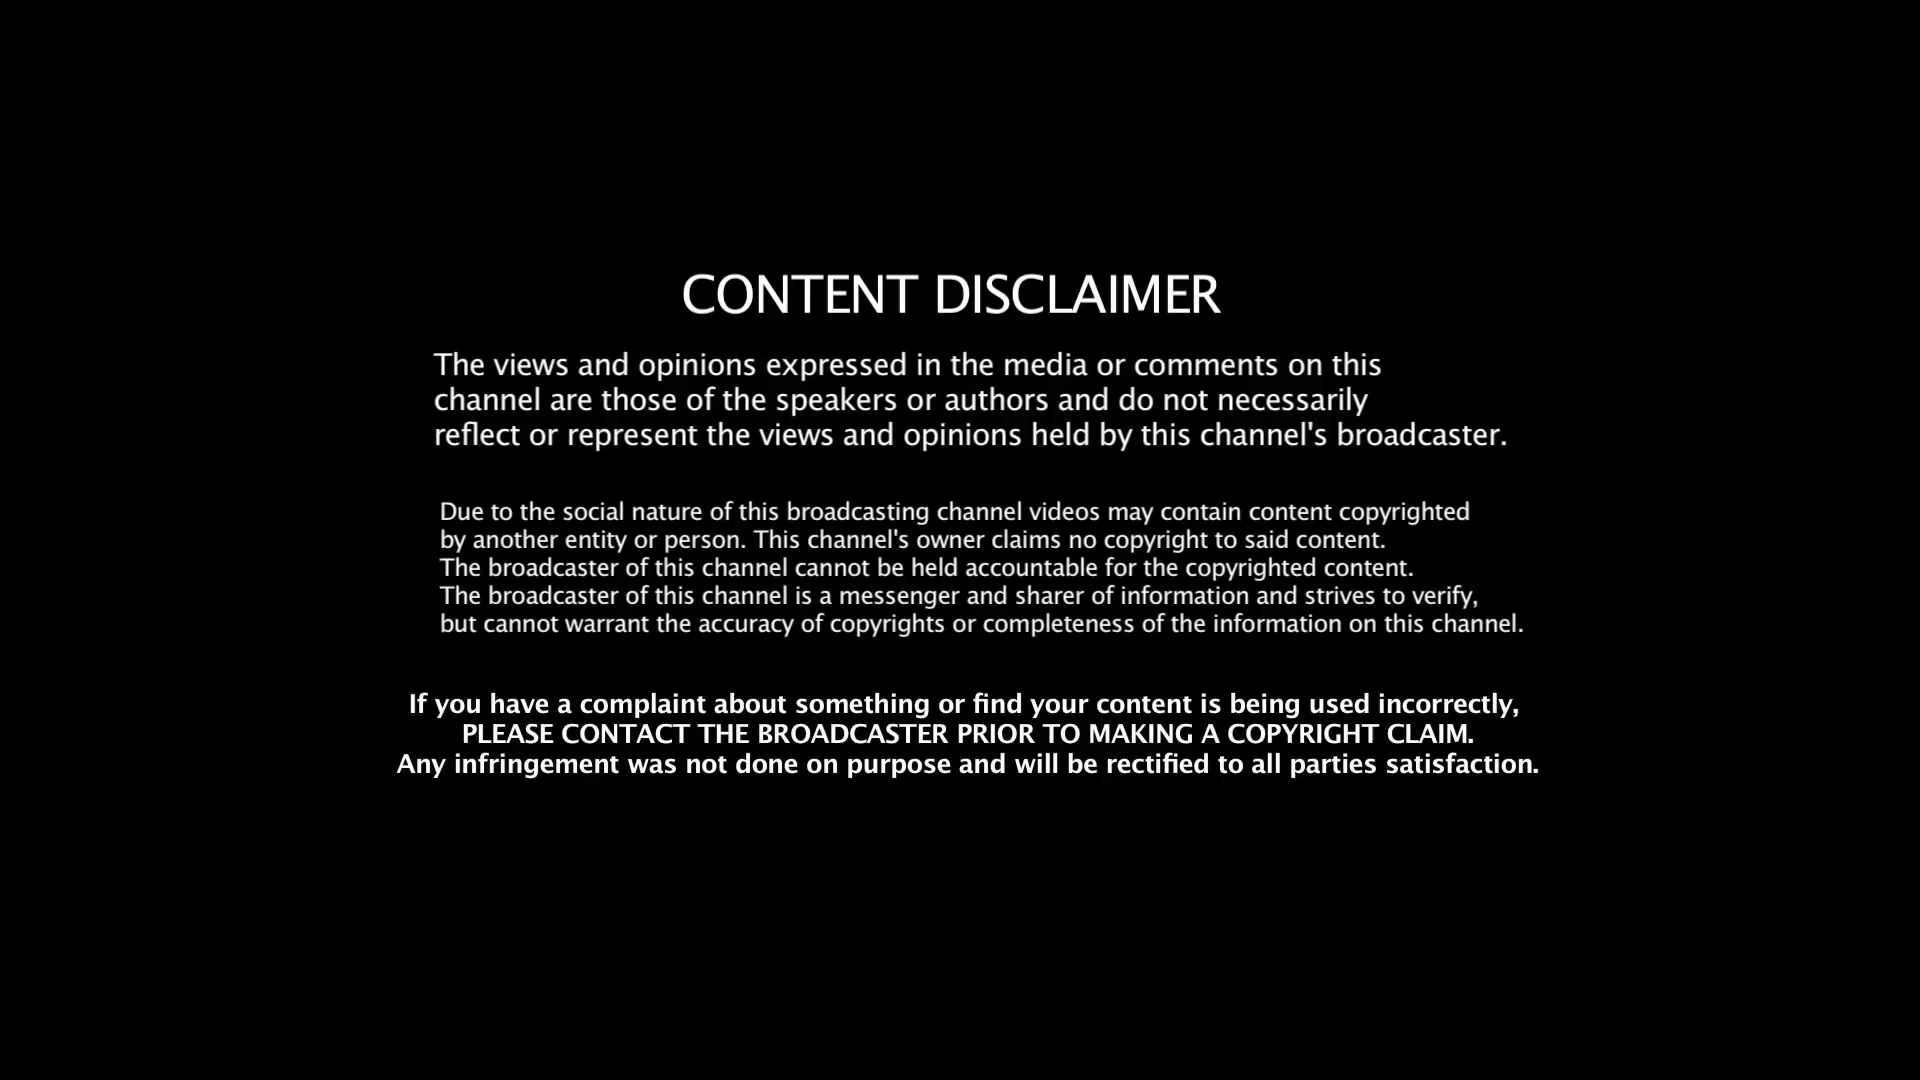 CONTENT DISCLAIMER
The views and opinions expressed in the media or comments on this
channel are those of the speakers or authors and do not necessarily
reflect or represent the views and opinions held by this channel's broadcaster.
Due to the social nature of this broadcasting channel videos may contain content copyrighted
by another entity or person. This channel's owner claims no copyright to said content.
The broadcaster of this channel cannot be held accountable for the copyrighted content.
The broadcaster of this channel is a messenger and sharer of information and strives to verify,
but cannot warrant the accuracy of copyrights or completeness of the information on this channel.
If you have a complaint about something or find your content is being used incorrectly,
PLEASE CONTACT THE BROADCASTER PRIOR TO MAKING A COPYRIGHT CLAIM.
Any infringement was not done on purpose and will be rectified to all parties satisfaction.